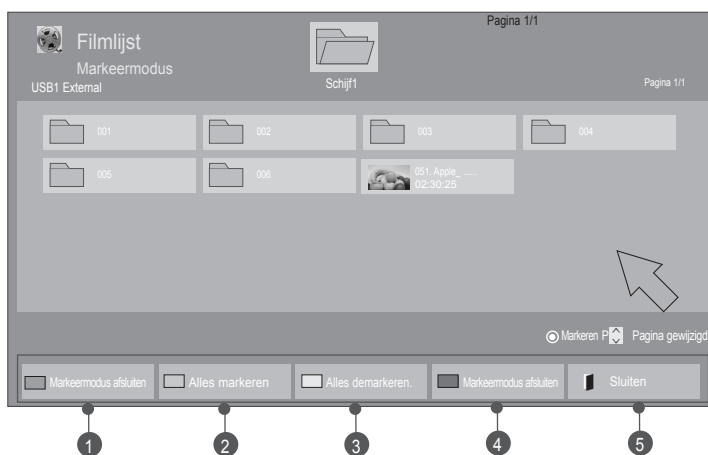 Pagina 1/1
Filmlijst
Markeermodus
USB1 External
Schijf1
Pagina 1/1
001
002
003
004
005
006
051. Apple_ ......
02:30:25
Markeren P Pagina gewijzigd
Markeermodus afsluiten
Alles markeren
Alles demarkeren.
Markeermodus afsluiten
Sluiten
1
2
3
4
5